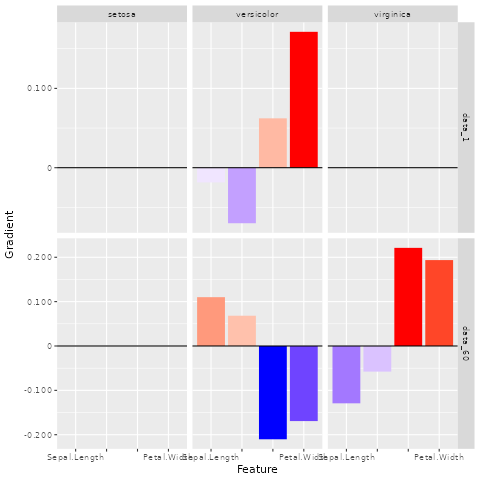 setosa versicolor virginica
0.100
0
data_1
0.200
0.100
0
-0.100
-0.200
data_60
Sepal.Length Petal.Width Sepal.Length Petal.Width Sepal.Length Petal.Width
Feature
Gradient